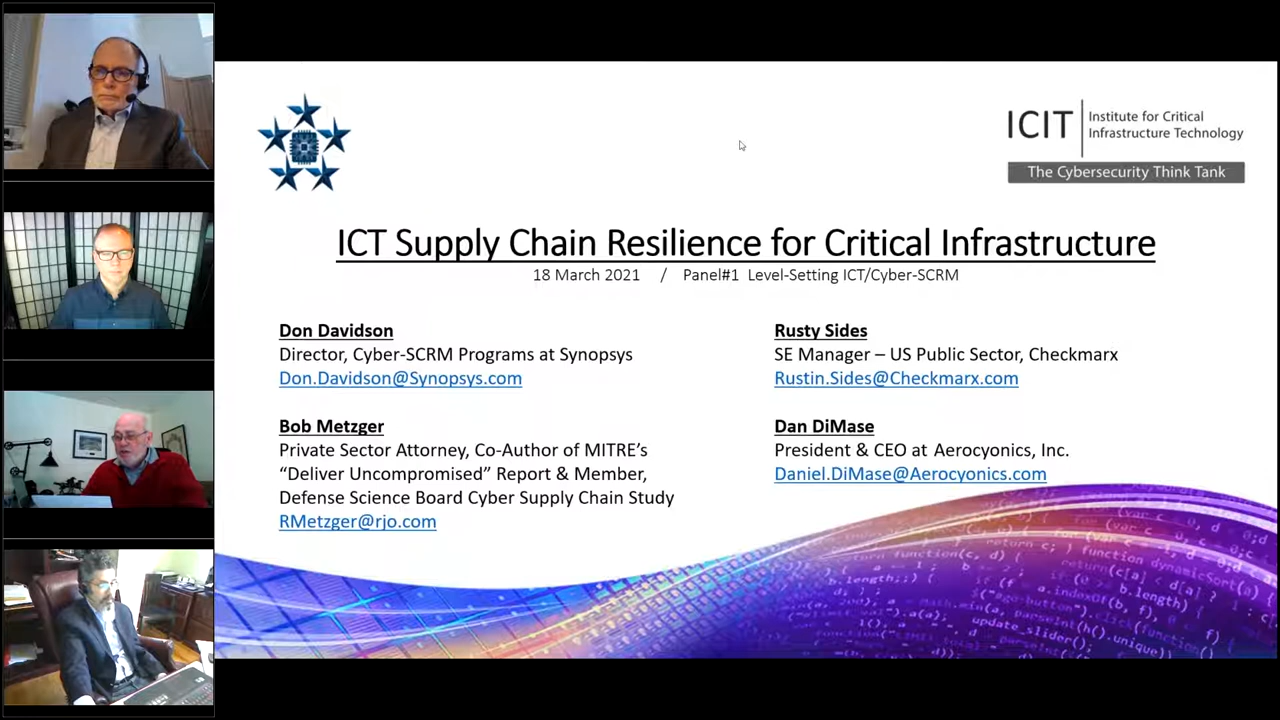 ICIT
Institute for Critical
Infrastructure Technology
The Cybersecurity Think Tank
ICT Supply Chain Resilience for Critical Infrastructure
18 March 2021 / Panel#1 Level-Setting ICT/Cyber-SCRM
Don Davidson
Director, Cyber-SCRM Programs at Synopsys
Don.Davidson@Synopsys.com
Bob Metzger
Private Sector Attorney, Co-Author of MITRE's
“Deliver Uncompromised” Report & Member,
Defense Science Board Cyber Supply Chain Study
RMetzger@rjo.com
Rusty Sides
SE Manager – US Public Sector, Checkmarx
Rustin.Sides@Checkmarx.com
Dan DiMase
President & CEO at Aerocyonics, Inc.
Daniel.DiMase@Aerocyonics.com